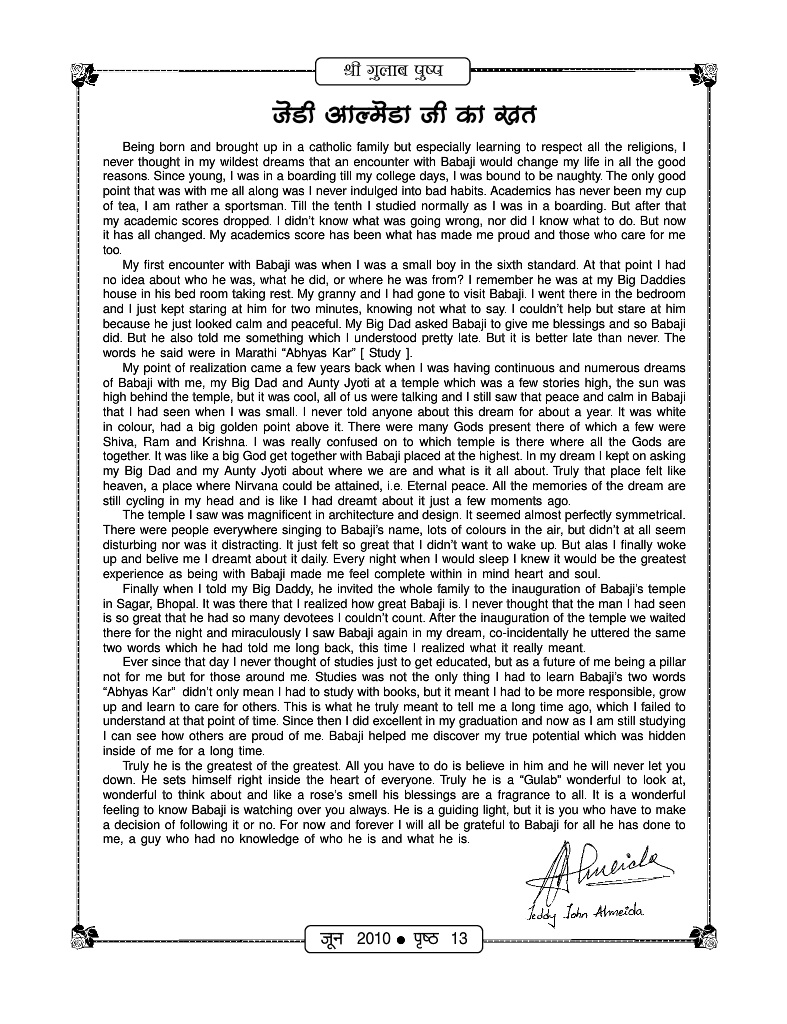 श्री गुलाब पुष्प
जेडी आल्मेडा जी का ख़त
Being born and brought up in a catholic family but especially learning to respect all the religions, I
never thought in my wildest dreams that an encounter with Babaji would change my life in all the good
reasons. Since young, I was in a boarding till my college days, I was bound to be naughty. The only good
point that was with me all along was I never indulged into bad habits. Academics has never been my cup
of tea, I am rather a sportsman. Till the tenth I studied normally as I was in a boarding. But after that
my academic scores dropped. I didn't know what was going wrong, nor did I know what to do. But now
it has all changed. My academics score has been what has made me proud and those who care for me
too.
My first encounter with Babaji was when I was a small boy in the sixth standard. At that point I had
no idea about who he was, what he did, or where he was from? I remember he was at my Big Daddies
house in his bed room taking rest. My granny and I had gone to visit Babaji. I went there in the bedroom
and I just kept staring at him for two minutes, knowing not what to say. I couldn't help but stare at him
because he just looked calm and peaceful. My Big Dad asked Babaji to give me blessings and so Babaji
did. But he also told me something which I understood pretty late. But it is better late than never. The
words he said were in Marathi “Abhyas Kar” [ Study ].
My point of realization came a few years back when I was having continuous and numerous dreams
of Babaji with me, my Big Dad and Aunty Jyoti at a temple which was a few stories high, the sun was
high behind the temple, but it was cool, all of us were talking and I still saw that peace and calm in Babaji
that I had seen when I was small. I never told anyone about this dream for about a year. It was white
in colour, had a big golden point above it. There were many Gods present there of which a few were
Shiva, Ram and Krishna. I was really confused on to which temple is there where all the Gods are
together. It was like a big God get together with Babaji placed at the highest. In my dream I kept on asking
my Big Dad and my Aunty Jyoti about where we are and what is it all about. Truly that place felt like
heaven, a place where Nirvana could be attained, i.e. Eternal peace. All the memories of the dream are
still cycling in my head and is like I had dreamt about it just a few moments ago.
The temple I saw was magnificent in architecture and design. It seemed almost perfectly symmetrical.
There were people everywhere singing to Babaji's name, lots of colours in the air, but didn't at all seem
disturbing nor was it distracting. It just felt so great that I didn't want to wake up. But alas I finally woke
up and belive me I dreamt about it daily. Every night when I would sleep I knew it would be the greatest
experience as being with Babaji made me feel complete within in mind heart and soul.
Finally when I told my Big Daddy, he invited the whole family to the inauguration of Babaji's temple
in Sagar, Bhopal. It was there that I realized how great Babaji is. I never thought that the man I had seen
is so great that he had so many devotees I couldn't count. After the inauguration of the temple we waited
there for the night and miraculously I saw Babaji again in my dream, co-incidentally he uttered the same
two words which he had told me long back, this time I realized what it really meant.
Ever since that day I never thought of studies just to get educated, but as a future of me being a pillar
not for me but for those around me. Studies was not the only thing I had to learn Babaji's two words
“Abhyas Kar” didn't only mean I had to study with books, but it meant I had to be more responsible, grow
up and learn to care for others. This is what he truly meant to tell me a long time ago, which I failed to
understand at that point of time. Since then I did excellent in my graduation and now as I am still studying
I can see how others are proud of me. Babaji helped me discover my true potential which was hidden
inside of me for a long time.
Truly he is the greatest of the greatest. All you have to do is believe in him and he will never let you
down. He sets himself right inside the heart of everyone. Truly he is a “Gulab” wonderful to look at,
wonderful to think about and like a rose's smell his blessings are a fragrance to all. It is a wonderful
feeling to know Babaji is watching over you always. He is a guiding light, but it is you who have to make
a decision of following it or no. For now and forever I will all be grateful to Babaji for all he has done to
me, a guy who had no knowledge of who he is and what he is.
Almeida
Jeddy John Almeida
जून 2010 ● पृष्ठ 13